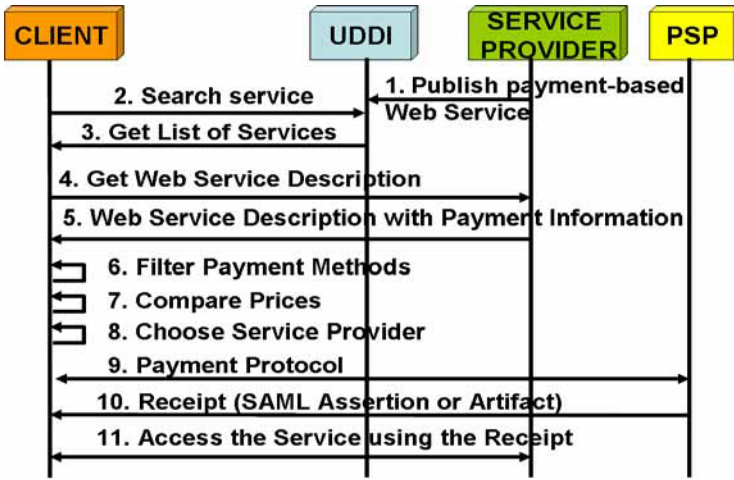 CLIENT
UDDI
SERVICE
PROVIDER
PSP
1. Publish payment-based
Web Service
2. Search service
3. Get List of Services
4. Get Web Service Description
5. Web Service Description with Payment Information
6. Filter Payment Methods
7. Compare Prices
8. Choose Service Provider
9. Payment Protocol
10. Receipt (SAML Assertion or Artifact)
11. Access the Service using the Receipt